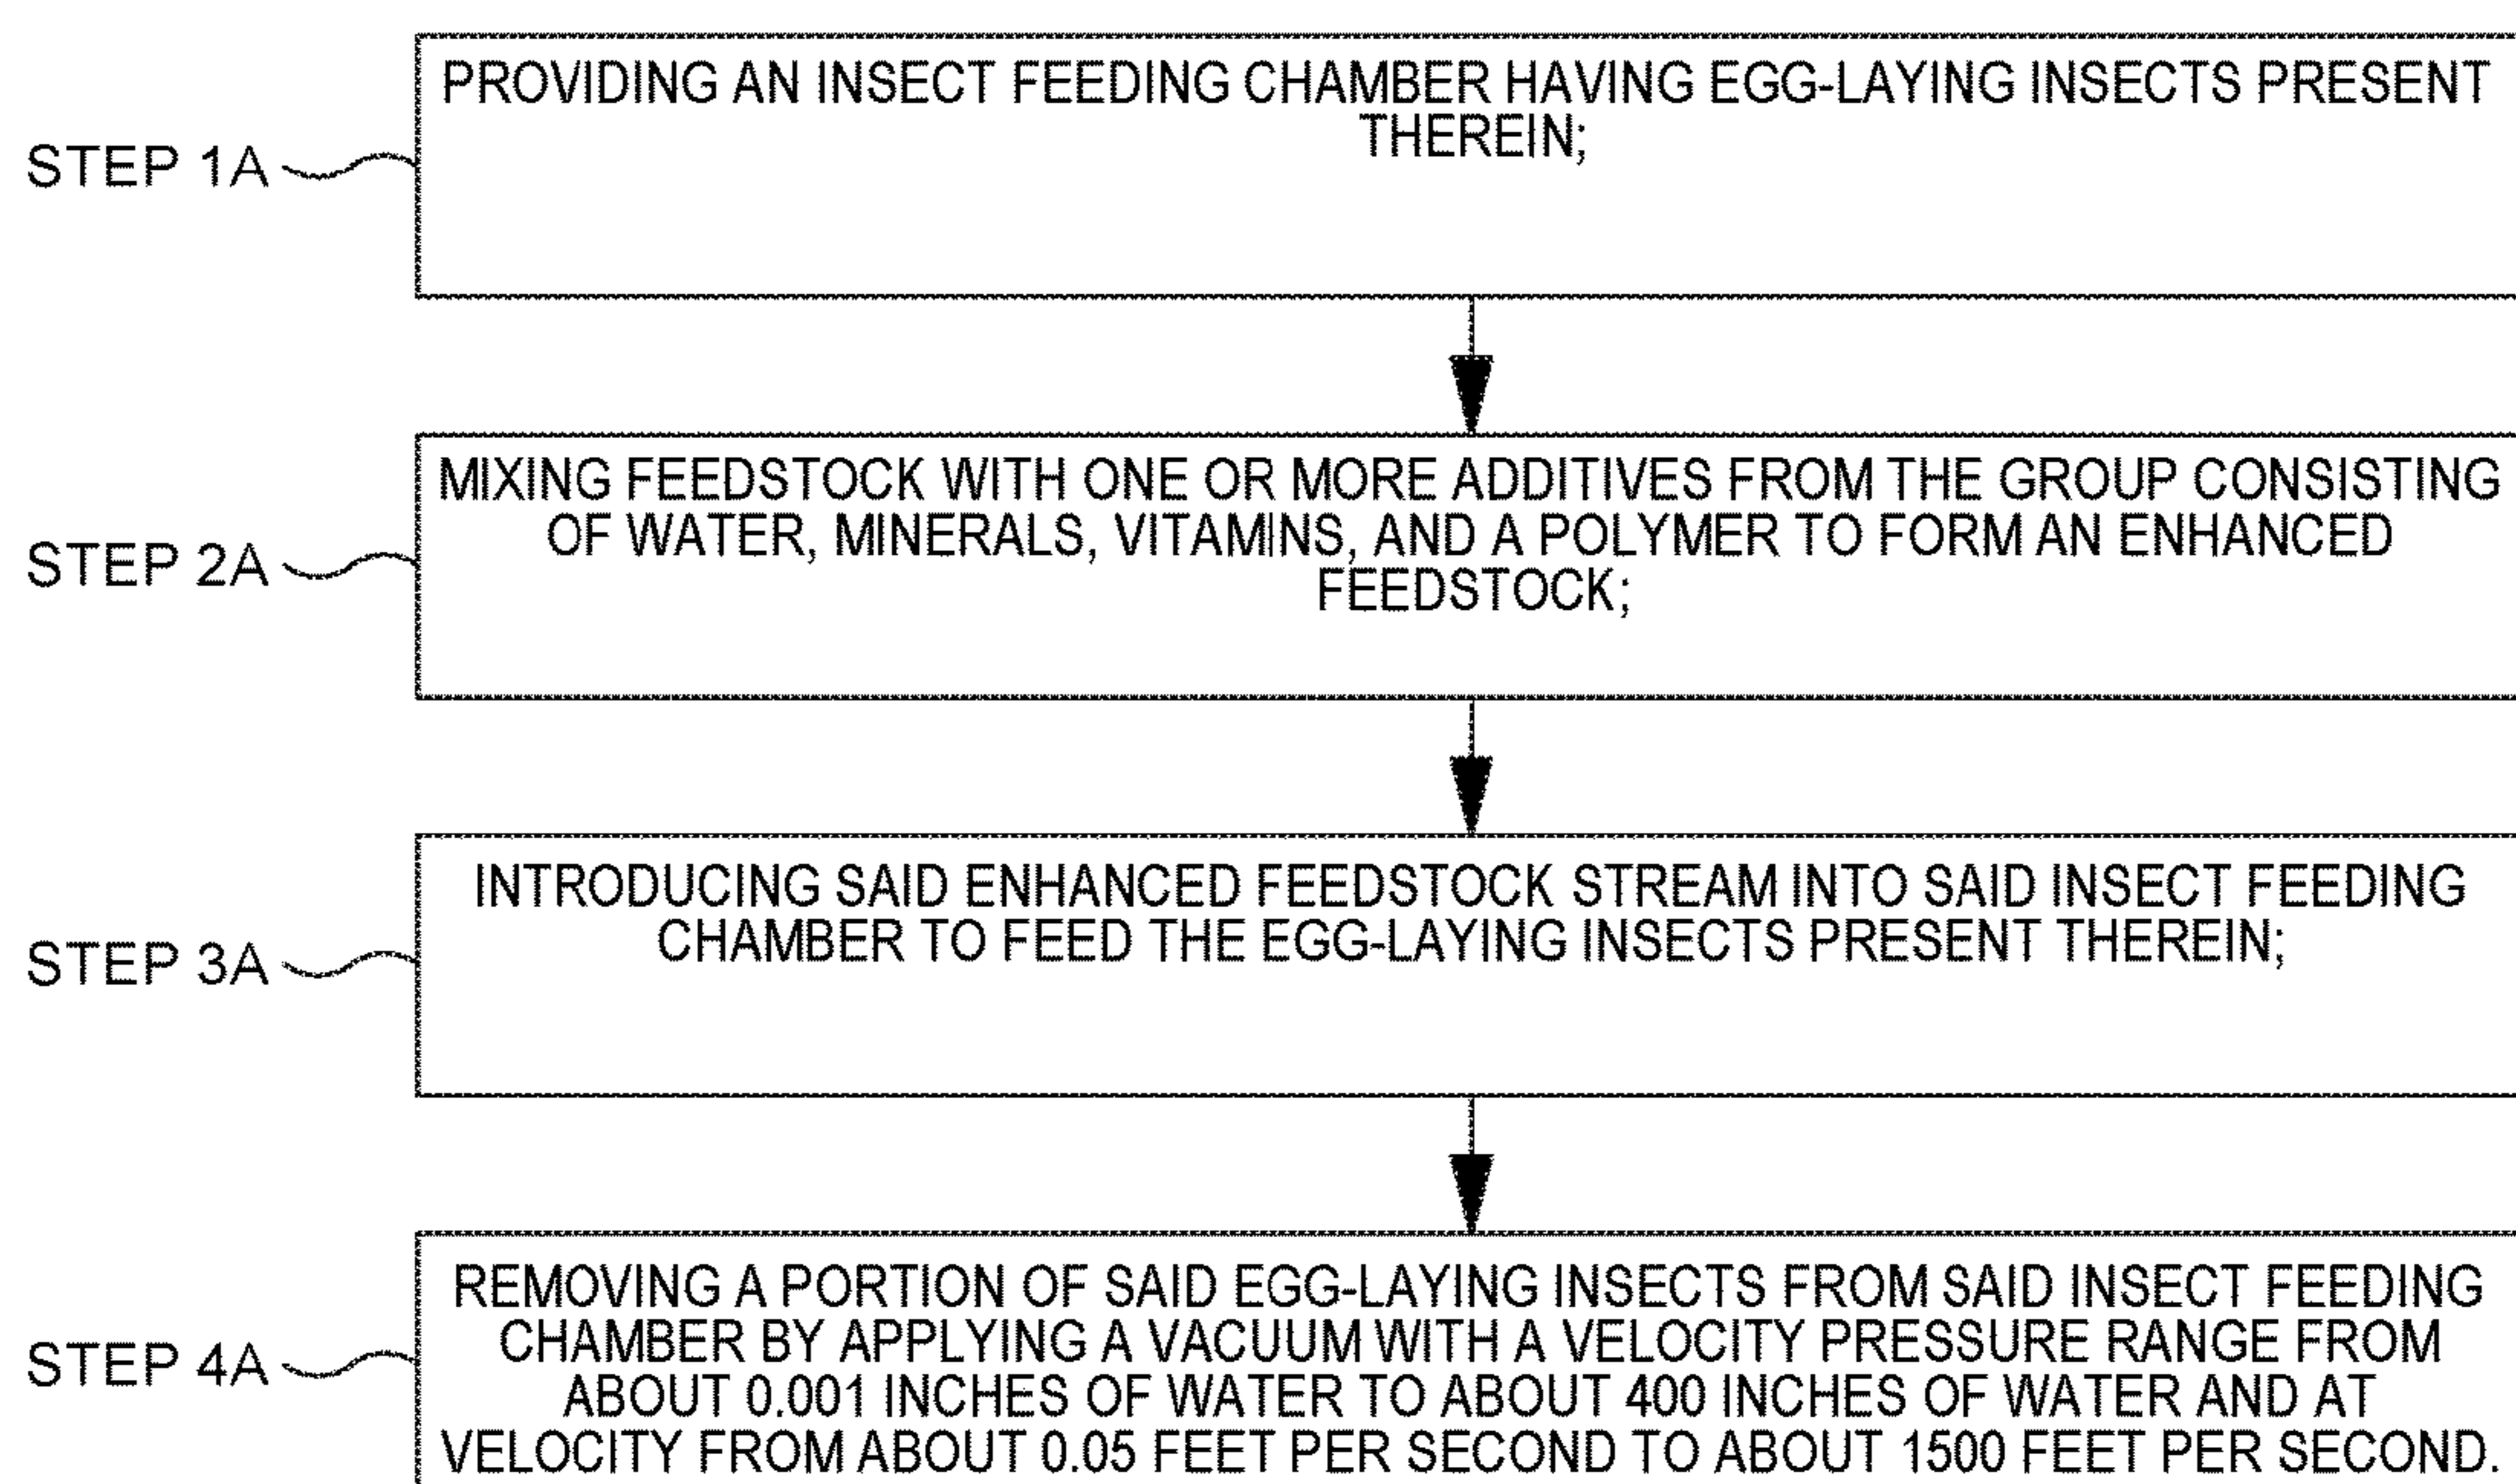 STEP 1A
PROVIDING AN INSECT FEEDING CHAMBER HAVING EGG-LAYING INSECTS PRESENT
THEREIN;
STEP 2A
MIXING FEEDSTOCK WITH ONE OR MORE ADDITIVES FROM THE GROUP CONSISTING
OF WATER, MINERALS, VITAMINS, AND A POLYMER TO FORM AN ENHANCED
FEEDSTOCK;
STEP 3A
INTRODUCING SAID ENHANCED FEEDSTOCK STREAM INTO SAID INSECT FEEDING
CHAMBER TO FEED THE EGG-LAYING INSECTS PRESENT THEREIN;
STEP 4A
REMOVING A PORTION OF SAID EGG-LAYING INSECTS FROM SAID INSECT FEEDING
CHAMBER BY APPLYING A VACUUM WITH A VELOCITY PRESSURE RANGE FROM
ABOUT 0.001 INCHES OF WATER TO ABOUT 400 INCHES OF WATER AND AT
VELOCITY FROM ABOUT 0.05 FEET PER SECOND TO ABOUT 1500 FEET PER SECOND.